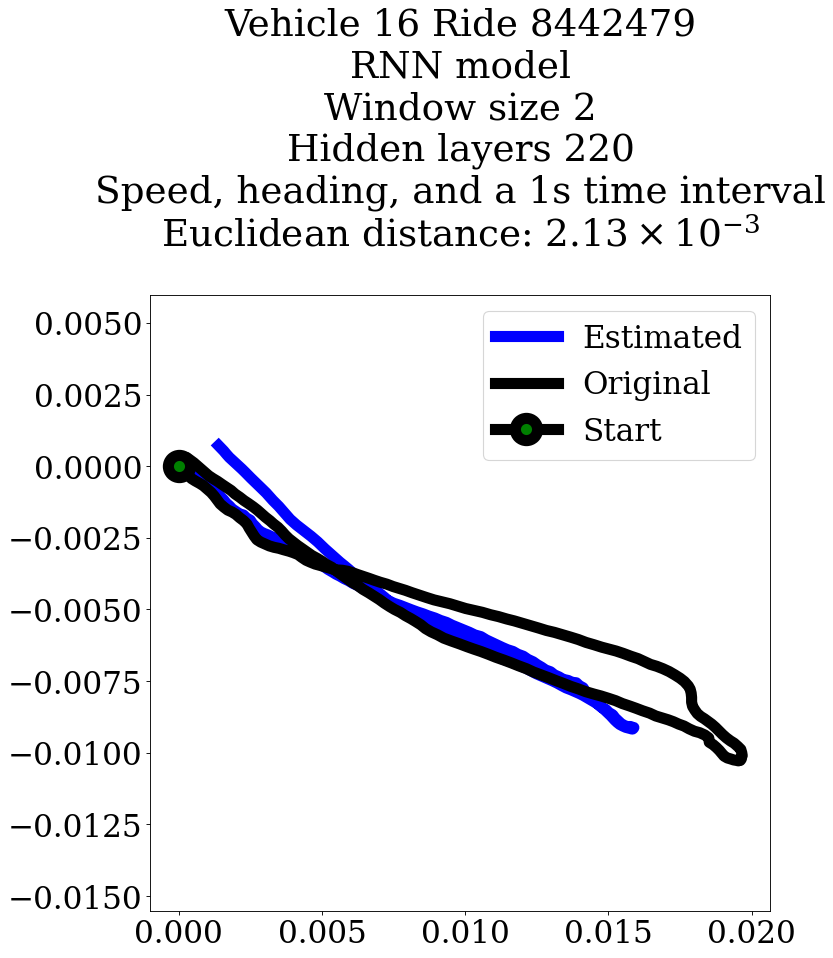 Vehicle 16 Ride 8442479
RNN model
Window size 2
Hidden layers 220
Speed, heading, and a 1s time interval
Euclidean distance: 2.13 × 10⁻³
Estimated
Original
Start
0.0050
0.0025
0.0000
−0.0025
−0.0050
−0.0075
−0.0100
−0.0125
−0.0150
0.000 0.005 0.010 0.015 0.020